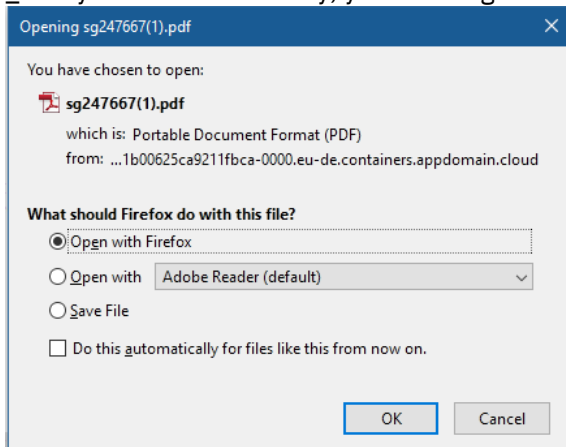 Opening sg247667(1).pdf
You have chosen to open:
sg247667(1).pdf
which is: Portable Document Format (PDF)
from: ...1b00625ca9211fbca-0000.eu-de.containers.appdomain.cloud
What should Firefox do with this file?
Open with Firefox
Open with Adobe Reader (default)
Save File
Do this automatically for files like this from now on.
OK Cancel